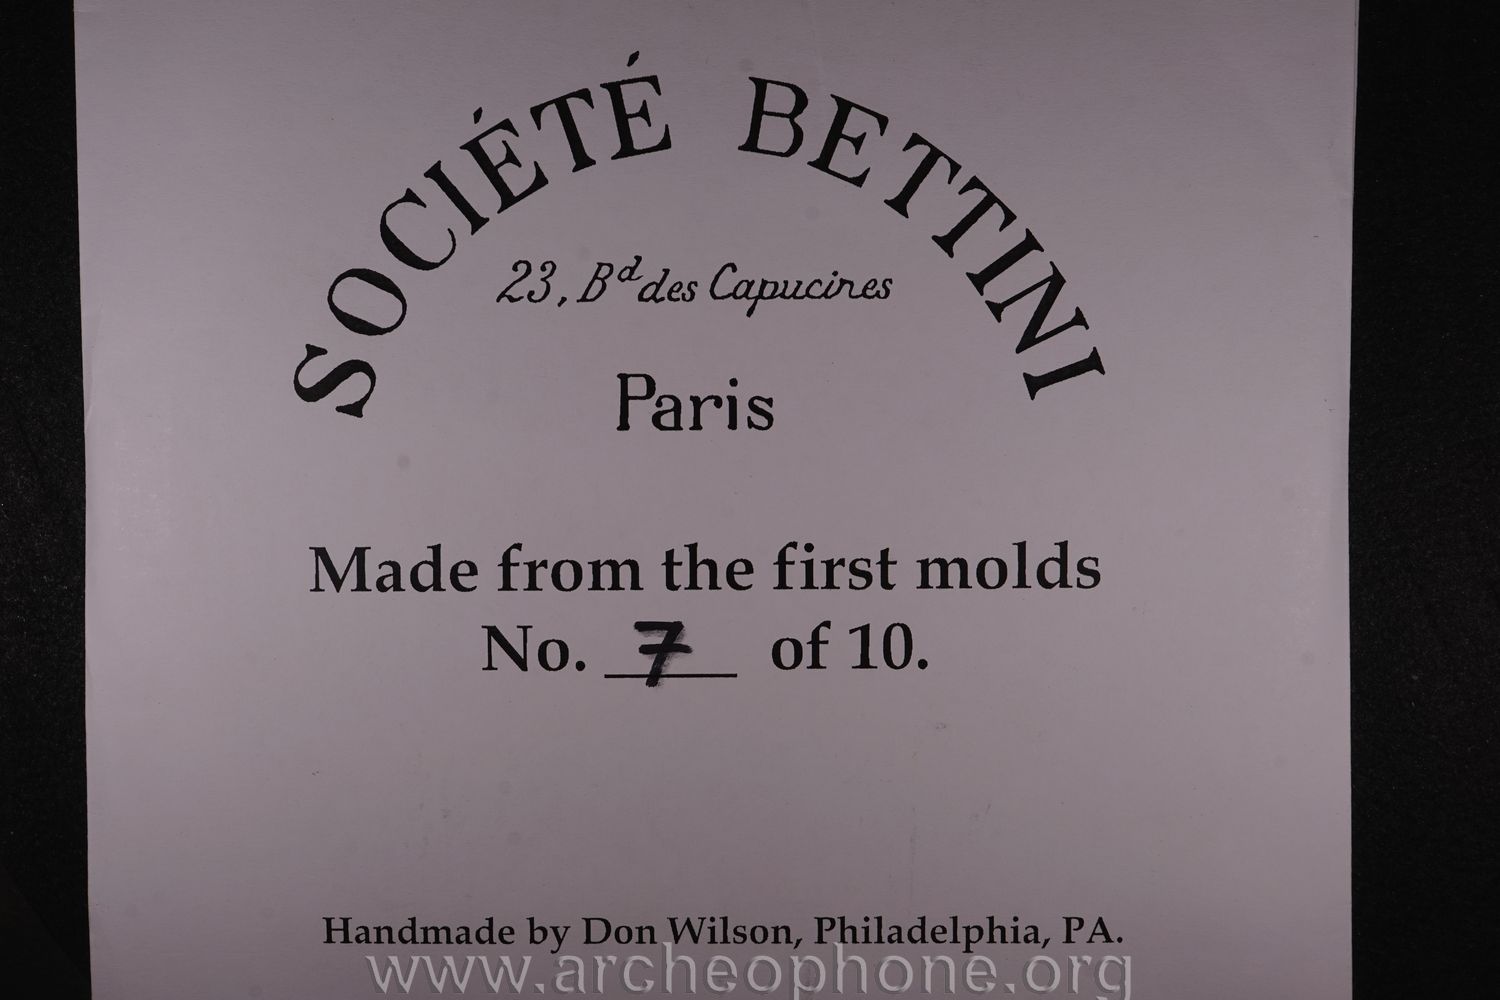 SOCIÉTÉ BETTINI
23, Bd des Capucines
Paris
Made from the first molds
No. 7 of 10.
Handmade by Don Wilson, Philadelphia, PA.
www.archeophone.org